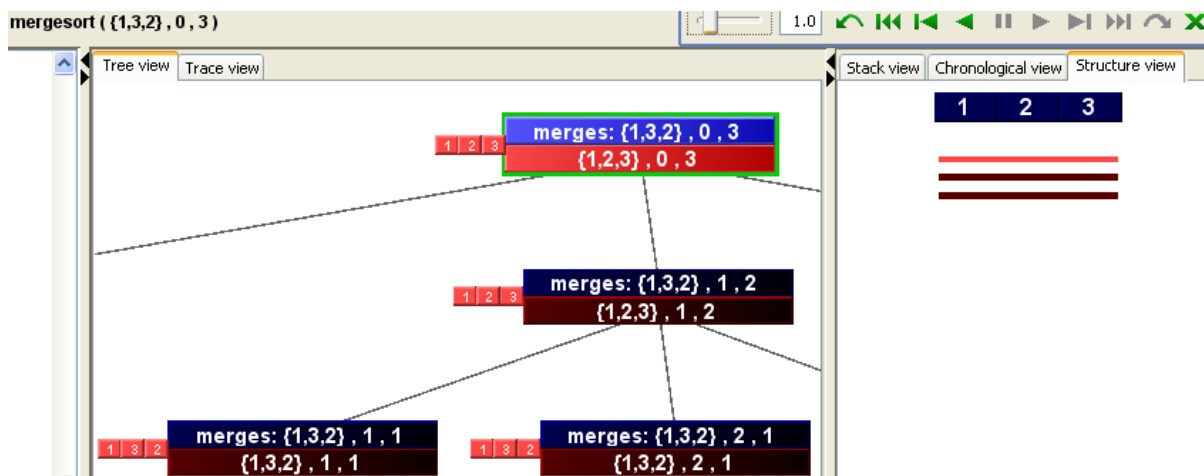 mergesort ( {1,3,2} , 0 , 3 )
1.0
Tree view Trace view
Stack view Chronological view Structure view
1 2 3
merges: {1,3,2} , 0 , 3
1 2 3
{1,2,3} , 0 , 3
merges: {1,3,2} , 1 , 2
1 2 3
{1,2,3} , 1 , 2
merges: {1,3,2} , 1 , 1
1 3 2
{1,3,2} , 1 , 1
merges: {1,3,2} , 2 , 1
1 3 2
{1,3,2} , 2 , 1